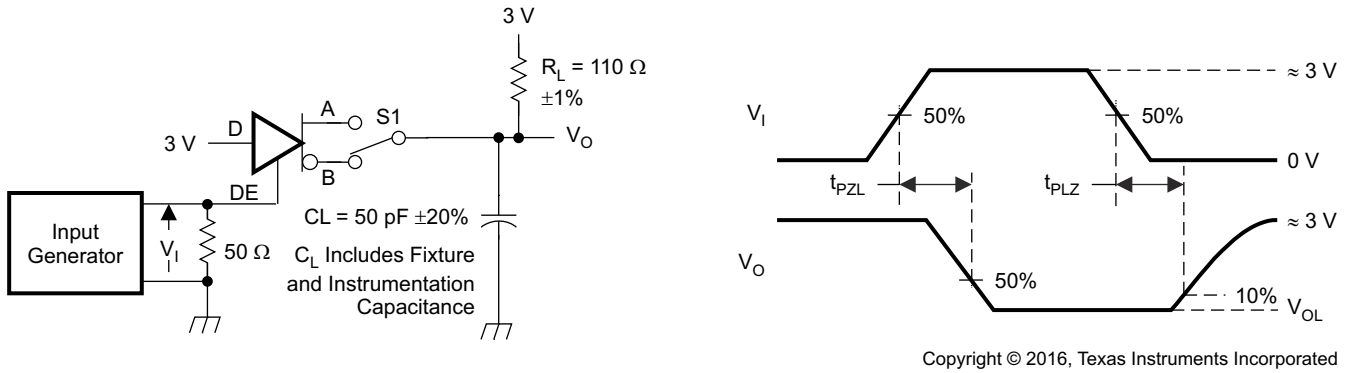 3 V
R_L = 110 Ω
±1%
A
S1
D
3 V
V_O
B
DE
Input
Generator
V_I
50 Ω
CL = 50 pF ±20%
C_L Includes Fixture
and Instrumentation
Capacitance
≈ 3 V
V_I
50%
50%
0 V
t_PZL
t_PLZ
≈ 3 V
V_O
50%
10%
V_OL
Copyright © 2016, Texas Instruments Incorporated